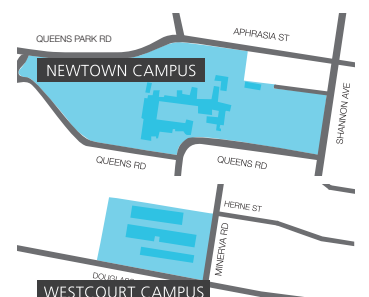 QUEENS PARK RD
APHRASIA ST
NEWTOWN CAMPUS
SHANNON AVE
QUEENS RD
QUEENS RD
HERNE ST
MINERVA RD
WESTCOURT CAMPUS